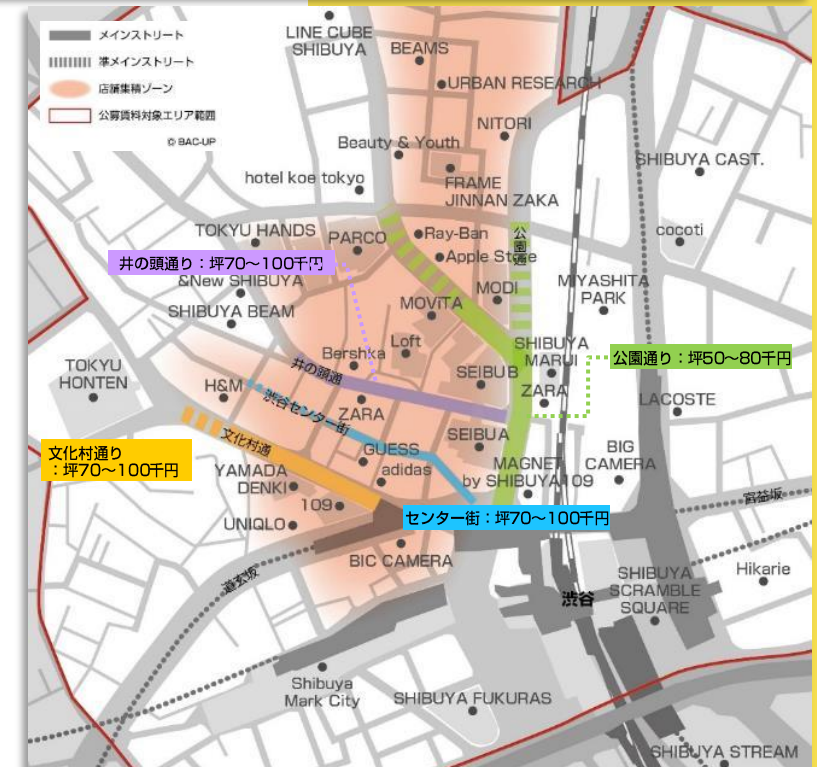 メインストリート
準メインストリート
店舗集積ゾーン
公募賃料対象エリア範囲
© BAC-UP
LINE CUBE
SHIBUYA
BEAMS
URBAN RESEARCH
NITORI
Beauty & Youth
SHIBUYA CAST.
hotel koe tokyo
FRAME
JINNAN ZAKA
TOKYU HANDS
PARCO
Ray-Ban
公園通
cocoti
Apple Store
井の頭通り：坪70～100千円
&New SHIBUYA
MODI
MIYASHITA
PARK
MOViTA
SHIBUYA BEAM
Loft
SHIBUYA
MARUI
Bershka
公園通り：坪50～80千円
TOKYU
HONTEN
井の頭通
SEIBUB
ZARA
H&M
渋谷センター街
ZARA
LACOSTE
文化村通
SEIBUA
文化村通り
：坪70～100千円
GUESS
BIG
CAMERA
YAMADA
DENKI
adidas
MAGNET
by SHIBUYA109
宮益坂
109
センター街：坪70～100千円
UNIQLO
BIC CAMERA
道玄坂
SHIBUYA
SCRAMBLE
SQUARE
Hikarie
渋谷
Shibuya
Mark City
SHIBUYA FUKURAS
SHIBUYA STREAM